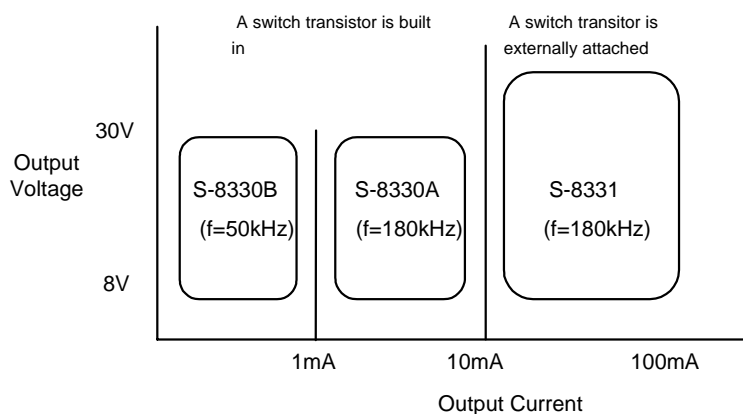 A switch transistor is built
in
A switch transitor is
externally attached
30V
Output
Voltage
S-8330B
(f=50kHz)
S-8330A
(f=180kHz)
S-8331
(f=180kHz)
8V
1mA
10mA
100mA
Output Current